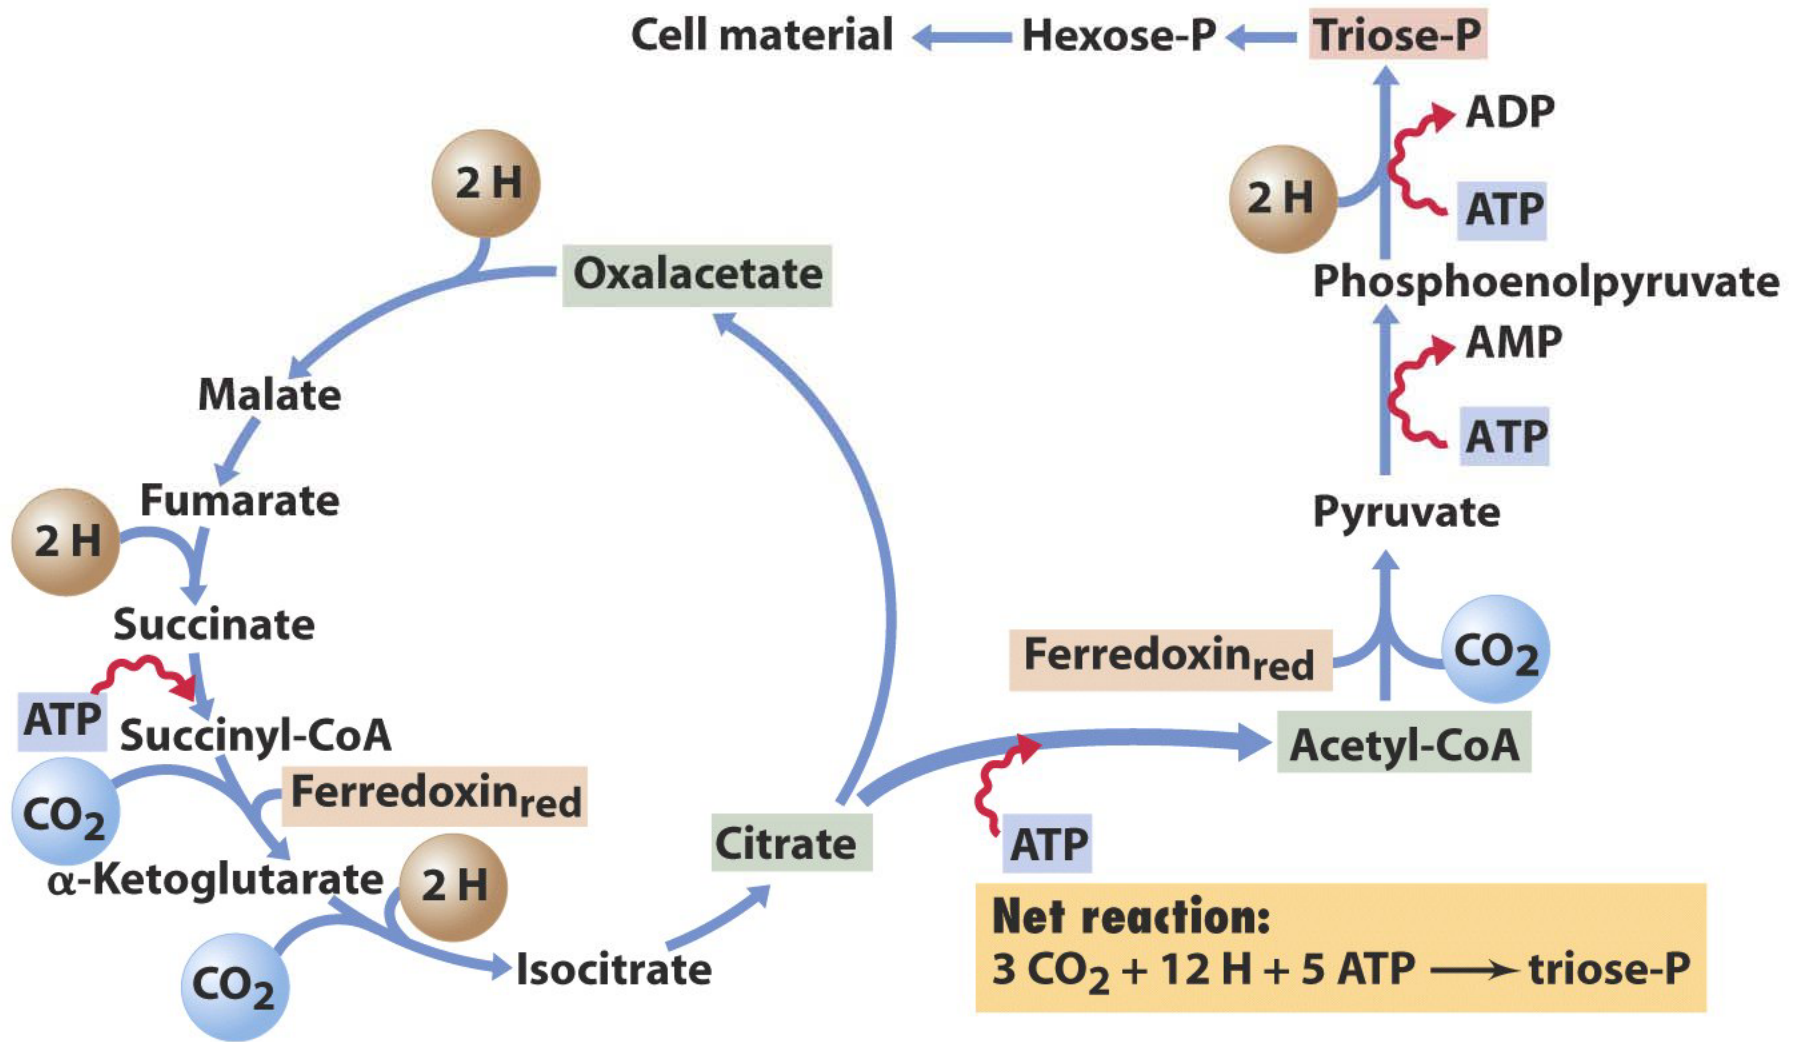 Cell material
Hexose-P
Triose-P
ADP
2 H
2 H
ATP
Oxalacetate
Phosphoenolpyruvate
AMP
Malate
ATP
Fumarate
Pyruvate
2 H
Succinate
Ferredoxinred
CO2
ATP
Succinyl-CoA
Acetyl-CoA
Ferredoxinred
CO2
Citrate
ATP
α-Ketoglutarate
2 H
Net reaction:
3 CO2 + 12 H + 5 ATP ⟶ triose-P
Isocitrate
CO2